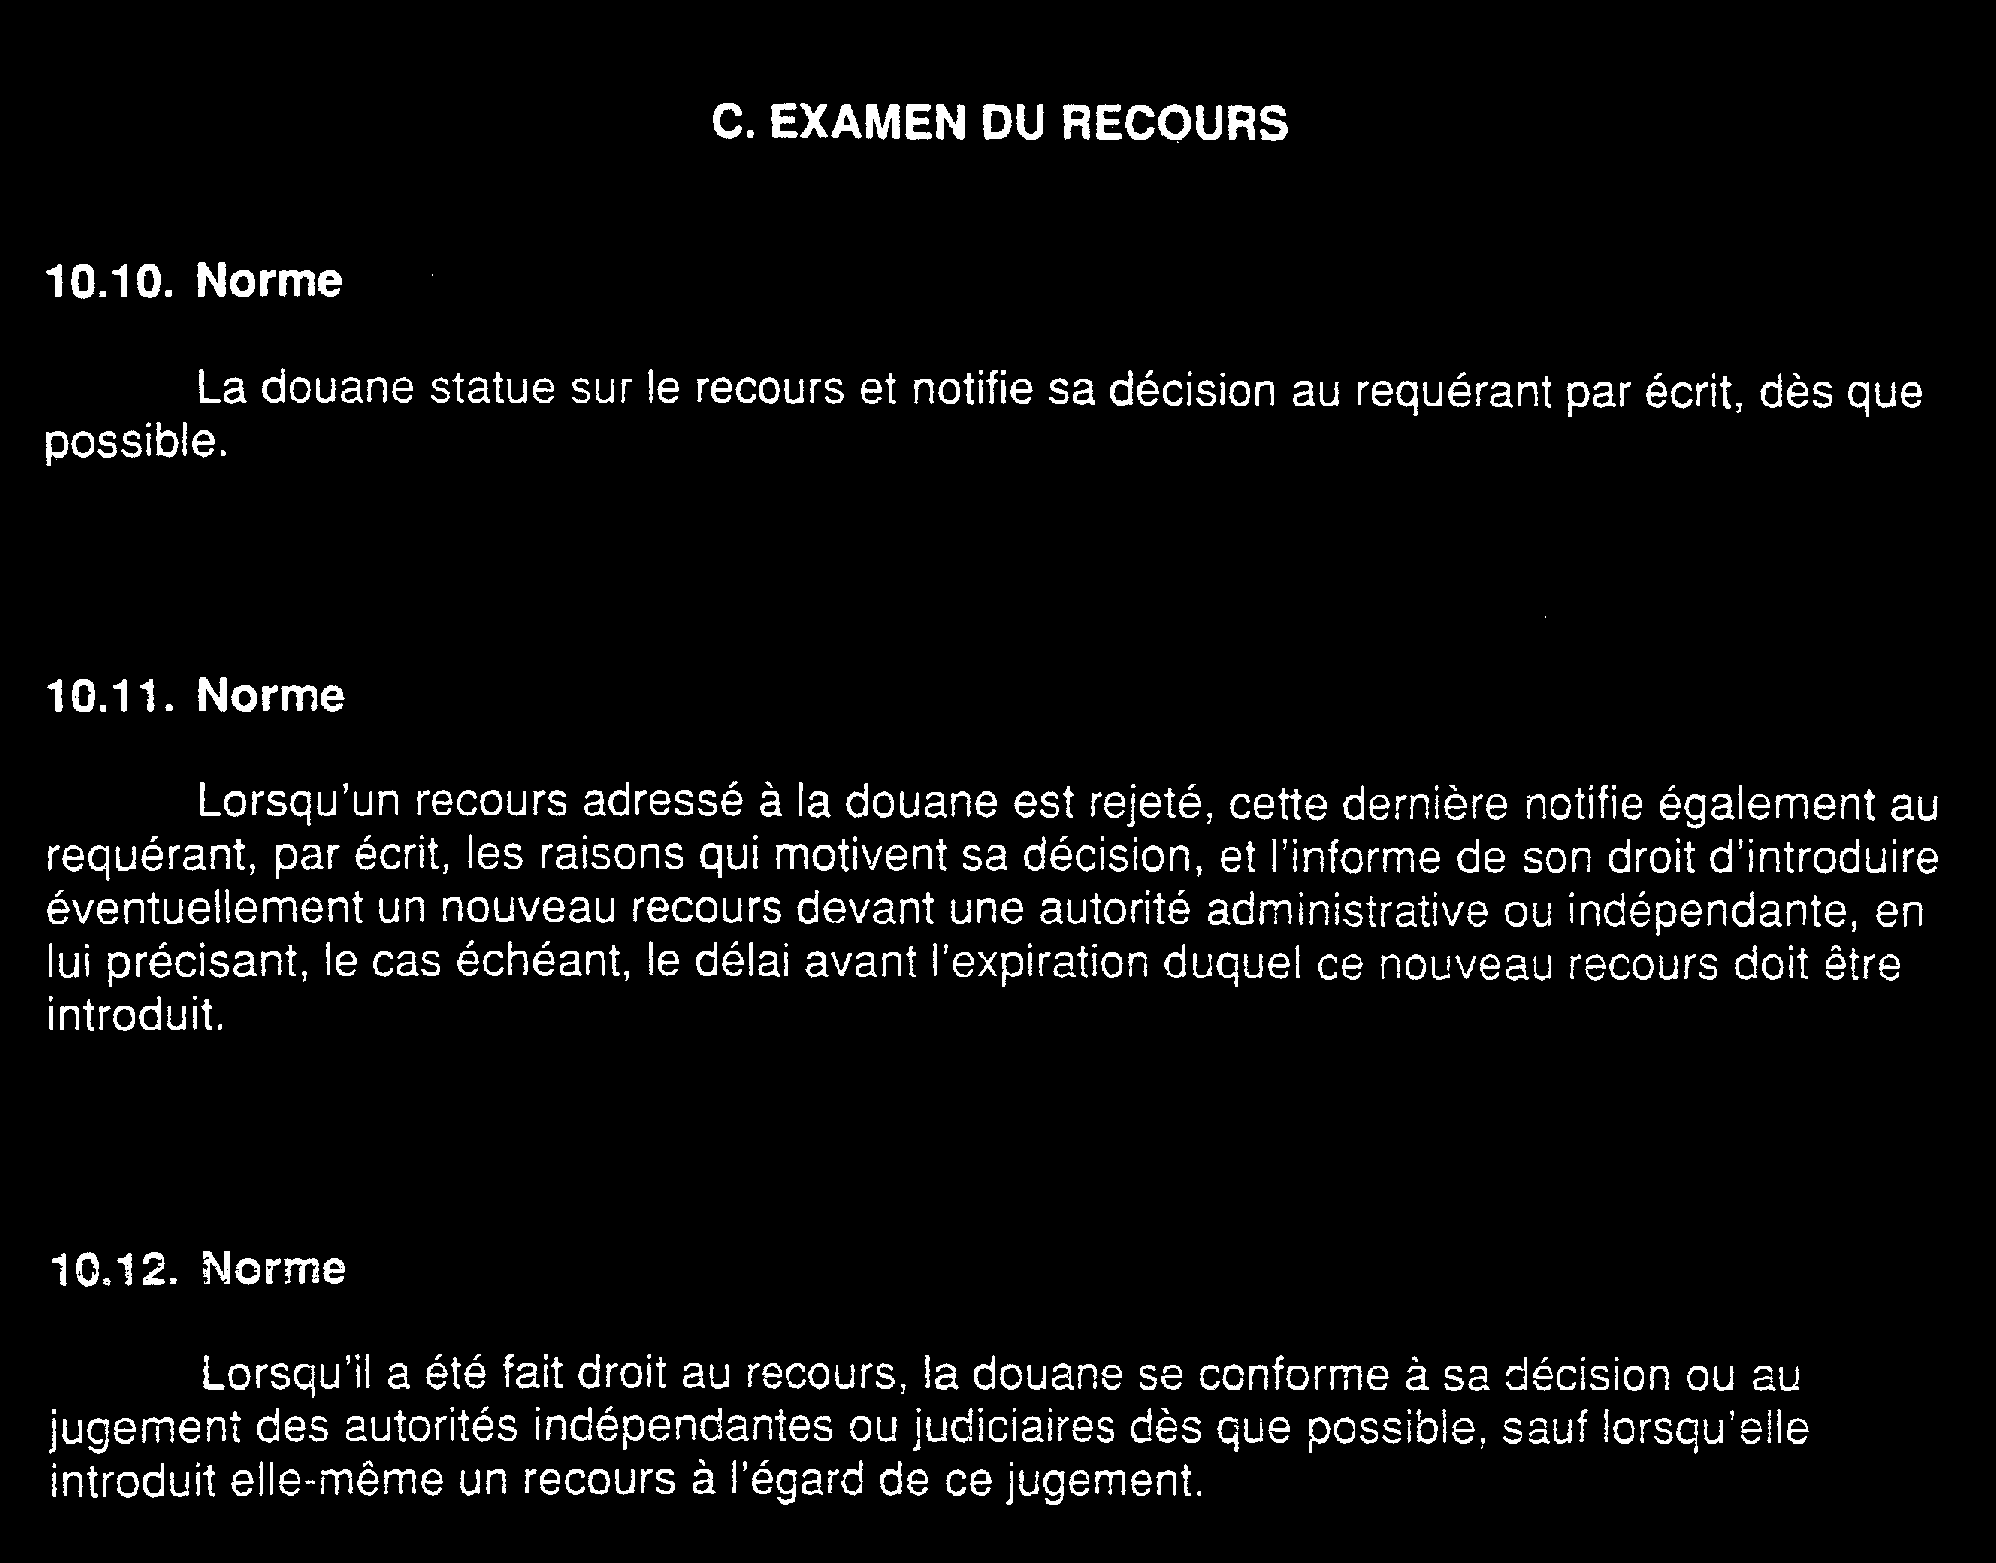 C. EXAMEN DU RECOURS
10.10. Norme
La douane statue sur le recours et notifie sa décision au requérant par écrit, dès que
possible.
10.11. Norme
Lorsqu'un recours adressé à la douane est rejeté, cette dernière notifie également au
requérant, par écrit, les raisons qui motivent sa décision, et l'informe de son droit d'introduire
éventuellement un nouveau recours devant une autorité administrative ou indépendante, en
lui précisant, le cas échéant, le délai avant l'expiration duquel ce nouveau recours doit être
introduit.
10.12. Norme
Lorsqu'il a été fait droit au recours, la douane se conforme à sa décision ou au
jugement des autorités indépendantes ou judiciaires dès que possible, sauf lorsqu'elle
introduit elle-même un recours à l'égard de ce jugement.